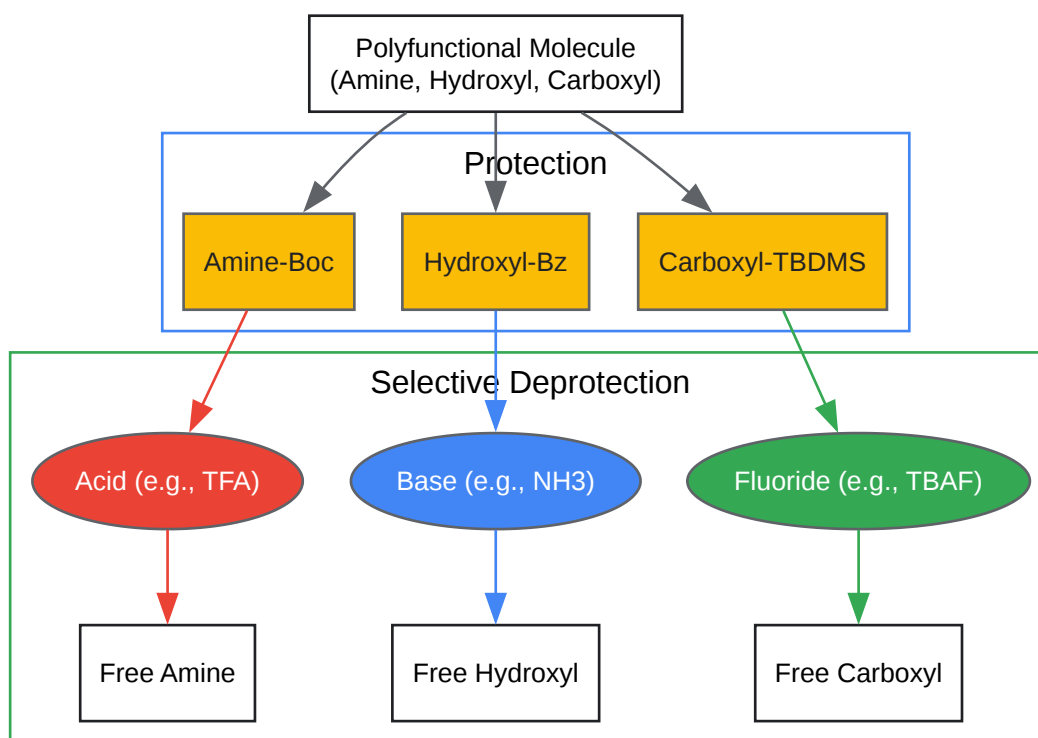 Polyfunctional Molecule
(Amine, Hydroxyl, Carboxyl)
Protection
Amine-Boc
Hydroxyl-Bz
Carboxyl-TBDMS
Selective Deprotection
Acid (e.g., TFA)
Base (e.g., NH3)
Fluoride (e.g., TBAF)
Free Amine
Free Hydroxyl
Free Carboxyl